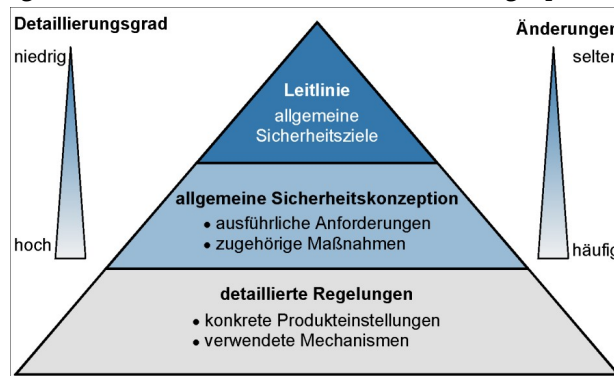 Detaillierungsgrad
Änderungen
niedrig
selten
Leitlinie
allgemeine
Sicherheitsziele
allgemeine Sicherheitskonzeption
• ausführliche Anforderungen
• zugehörige Maßnahmen
hoch
häufig
detaillierte Regelungen
• konkrete Produkteinstellungen
• verwendete Mechanismen